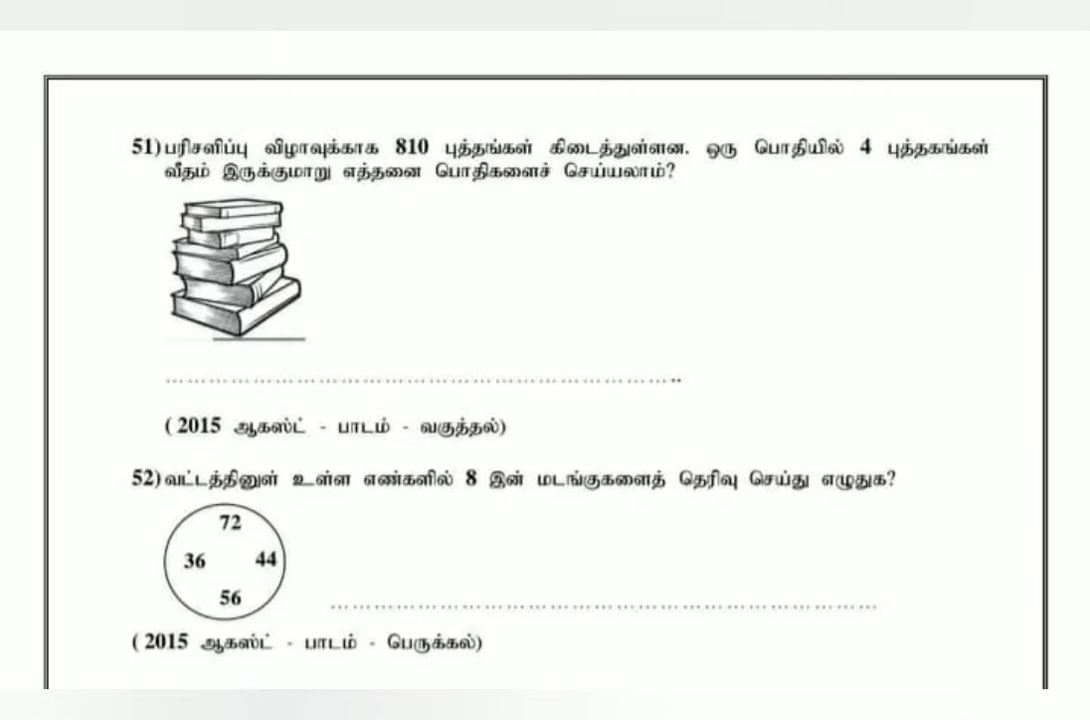 51) பரிசளிப்பு விழாவுக்காக 810 புத்தங்கள் கிடைத்துள்ளன. ஒரு பொதியில் 4 புத்தகங்கள்
வீதம் இருக்குமாறு எத்தனை பொதிகளைச் செய்யலாம்?
( 2015 ஆகஸ்ட் - பாடம் - வகுத்தல்)
52) வட்டத்தினுள் உள்ள எண்களில் 8 இன் மடங்குகளைத் தெரிவு செய்து எழுதுக?
72
36 44
56
( 2015 ஆகஸ்ட் - பாடம் - பெருக்கல்)